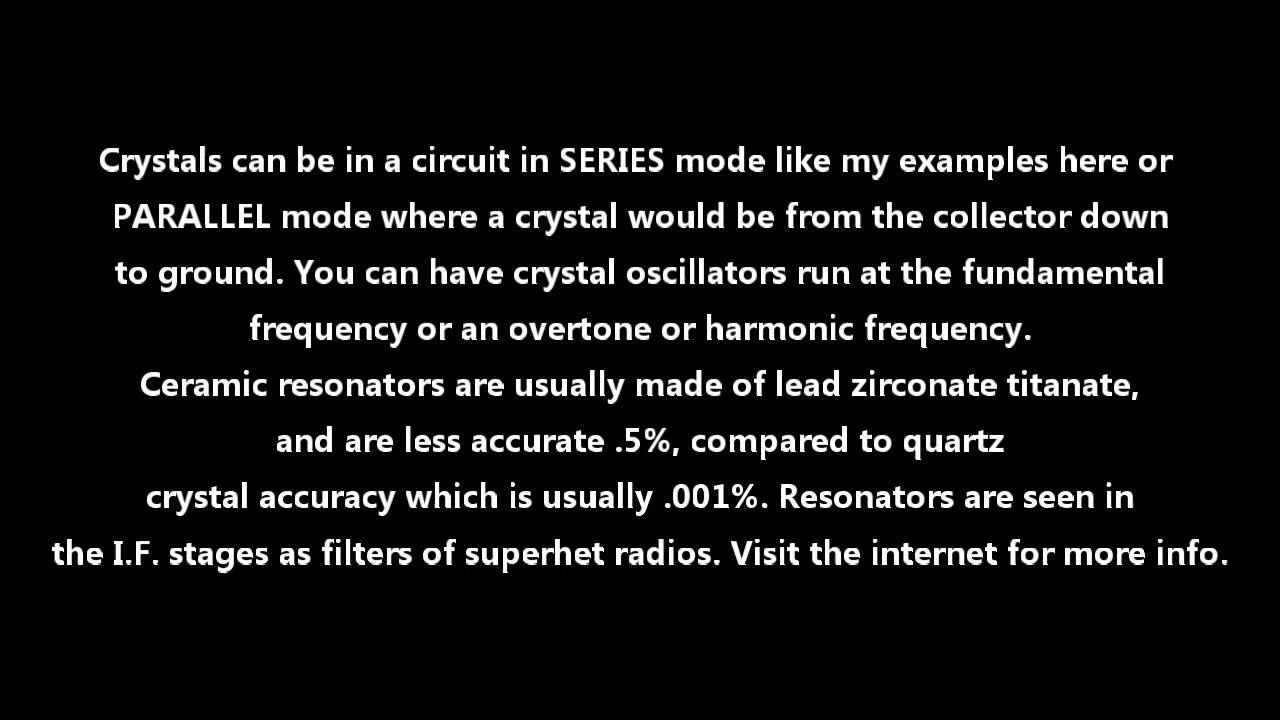 Crystals can be in a circuit in SERIES mode like my examples here or
PARALLEL mode where a crystal would be from the collector down
to ground. You can have crystal oscillators run at the fundamental
frequency or an overtone or harmonic frequency.
Ceramic resonators are usually made of lead zirconate titanate,
and are less accurate .5%, compared to quartz
crystal accuracy which is usually .001%. Resonators are seen in
the I.F. stages as filters of superhet radios. Visit the internet for more info.